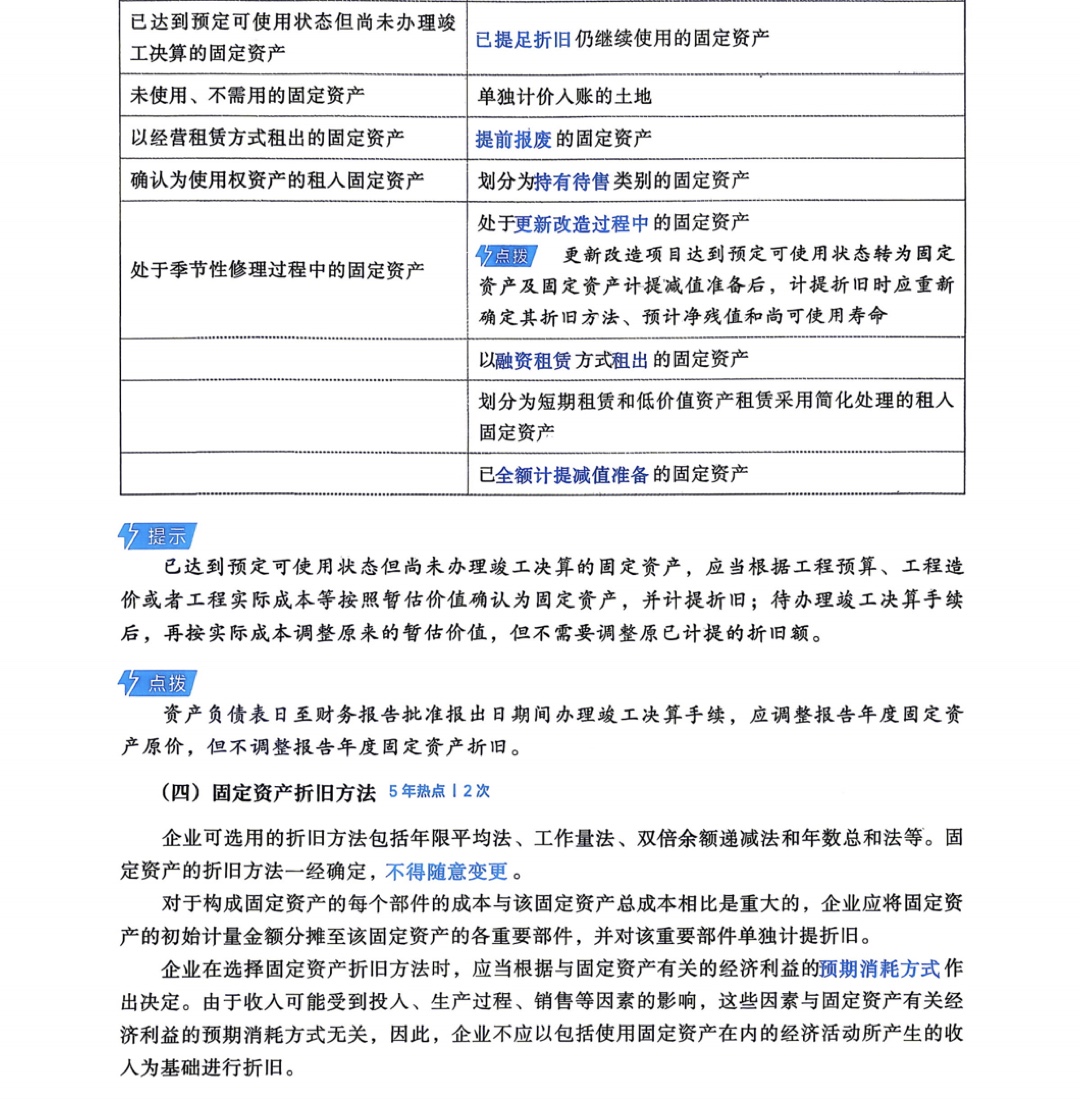 已达到预定可使用状态但尚未办理竣
工决算的固定资产
已提足折旧仍继续使用的固定资产
未使用、不需用的固定资产
单独计价入账的土地
以经营租赁方式租出的固定资产
提前报废的固定资产
确认为使用权资产的租入固定资产
划分为持有待售类别的固定资产
处于季节性修理过程中的固定资产
处于更新改造过程中的固定资产
点拨 更新改造项目达到预定可使用状态转为固定
资产及固定资产计提减值准备后，计提折旧时应重新
确定其折旧方法、预计净残值和尚可使用寿命
以融资租赁方式租出的固定资产
划分为短期租赁和低价值资产租赁采用简化处理的租入
固定资产
已全额计提减值准备的固定资产
提示
已达到预定可使用状态但尚未办理竣工决算的固定资产，应当根据工程预算、工程造
价或者工程实际成本等按照暂估价值确认为固定资产，并计提折旧；待办理竣工决算手续
后，再按实际成本调整原来的暂估价值，但不需要调整原已计提的折旧额。
点拨
资产负债表日至财务报告批准报出日期间办理竣工决算手续，应调整报告年度固定资
产原价，但不调整报告年度固定资产折旧。
（四）固定资产折旧方法 5年热点｜2次
企业可选用的折旧方法包括年限平均法、工作量法、双倍余额递减法和年数总和法等。固
定资产的折旧方法一经确定，不得随意变更。
对于构成固定资产的每个部件的成本与该固定资产总成本相比是重大的，企业应将固定资
产的初始计量金额分摊至该固定资产的各重要部件，并对该重要部件单独计提折旧。
企业在选择固定资产折旧方法时，应当根据与固定资产有关的经济利益的预期消耗方式作
出决定。由于收入可能受到投入、生产过程、销售等因素的影响，这些因素与固定资产有关经
济利益的预期消耗方式无关，因此，企业不应以包括使用固定资产在内的经济活动所产生的收
入为基础进行折旧。